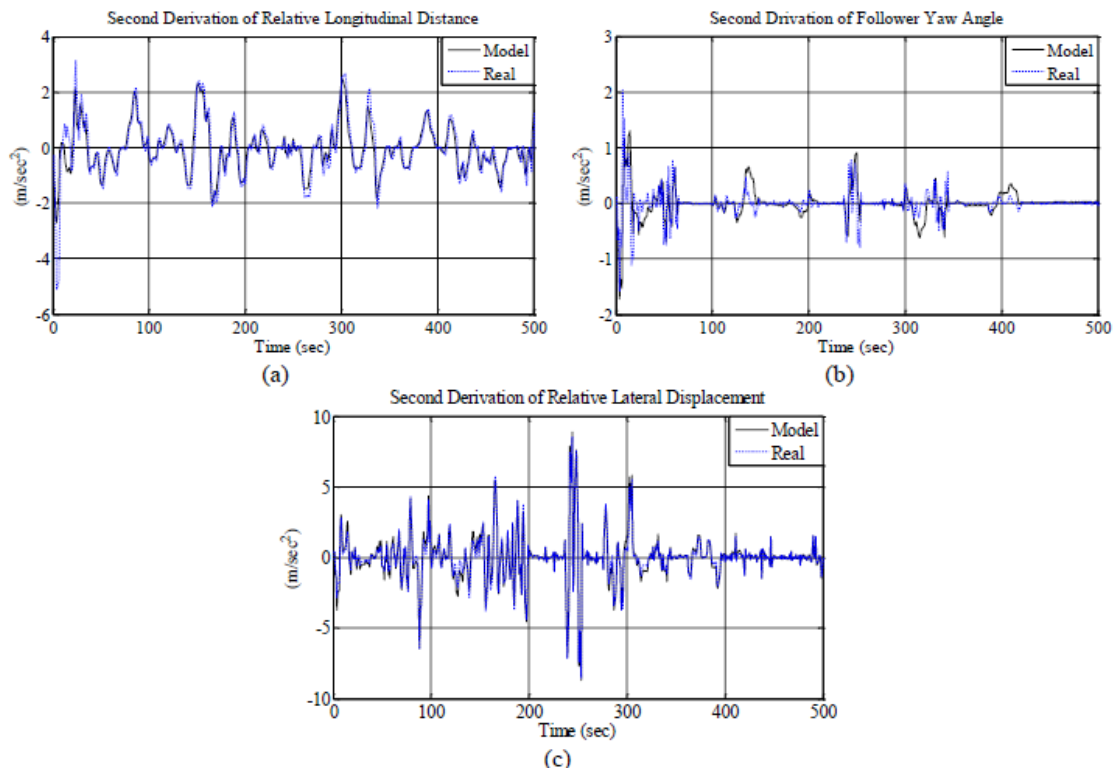 Second Derivation of Relative Longitudinal Distance
4
2
0
-2
-4
-6
(m/sec²)
Model
Real
0 100 200 300 400 500
Time (sec)
(a)
Second Drivation of Follower Yaw Angle
3
2
1
0
-1
-2
(m/sec²)
Model
Real
0 100 200 300 400 500
Time (sec)
(b)
Second Derivation of Relative Lateral Displacement
10
5
0
-5
-10
(m/sec²)
Model
Real
0 100 200 300 400 500
Time (sec)
(c)